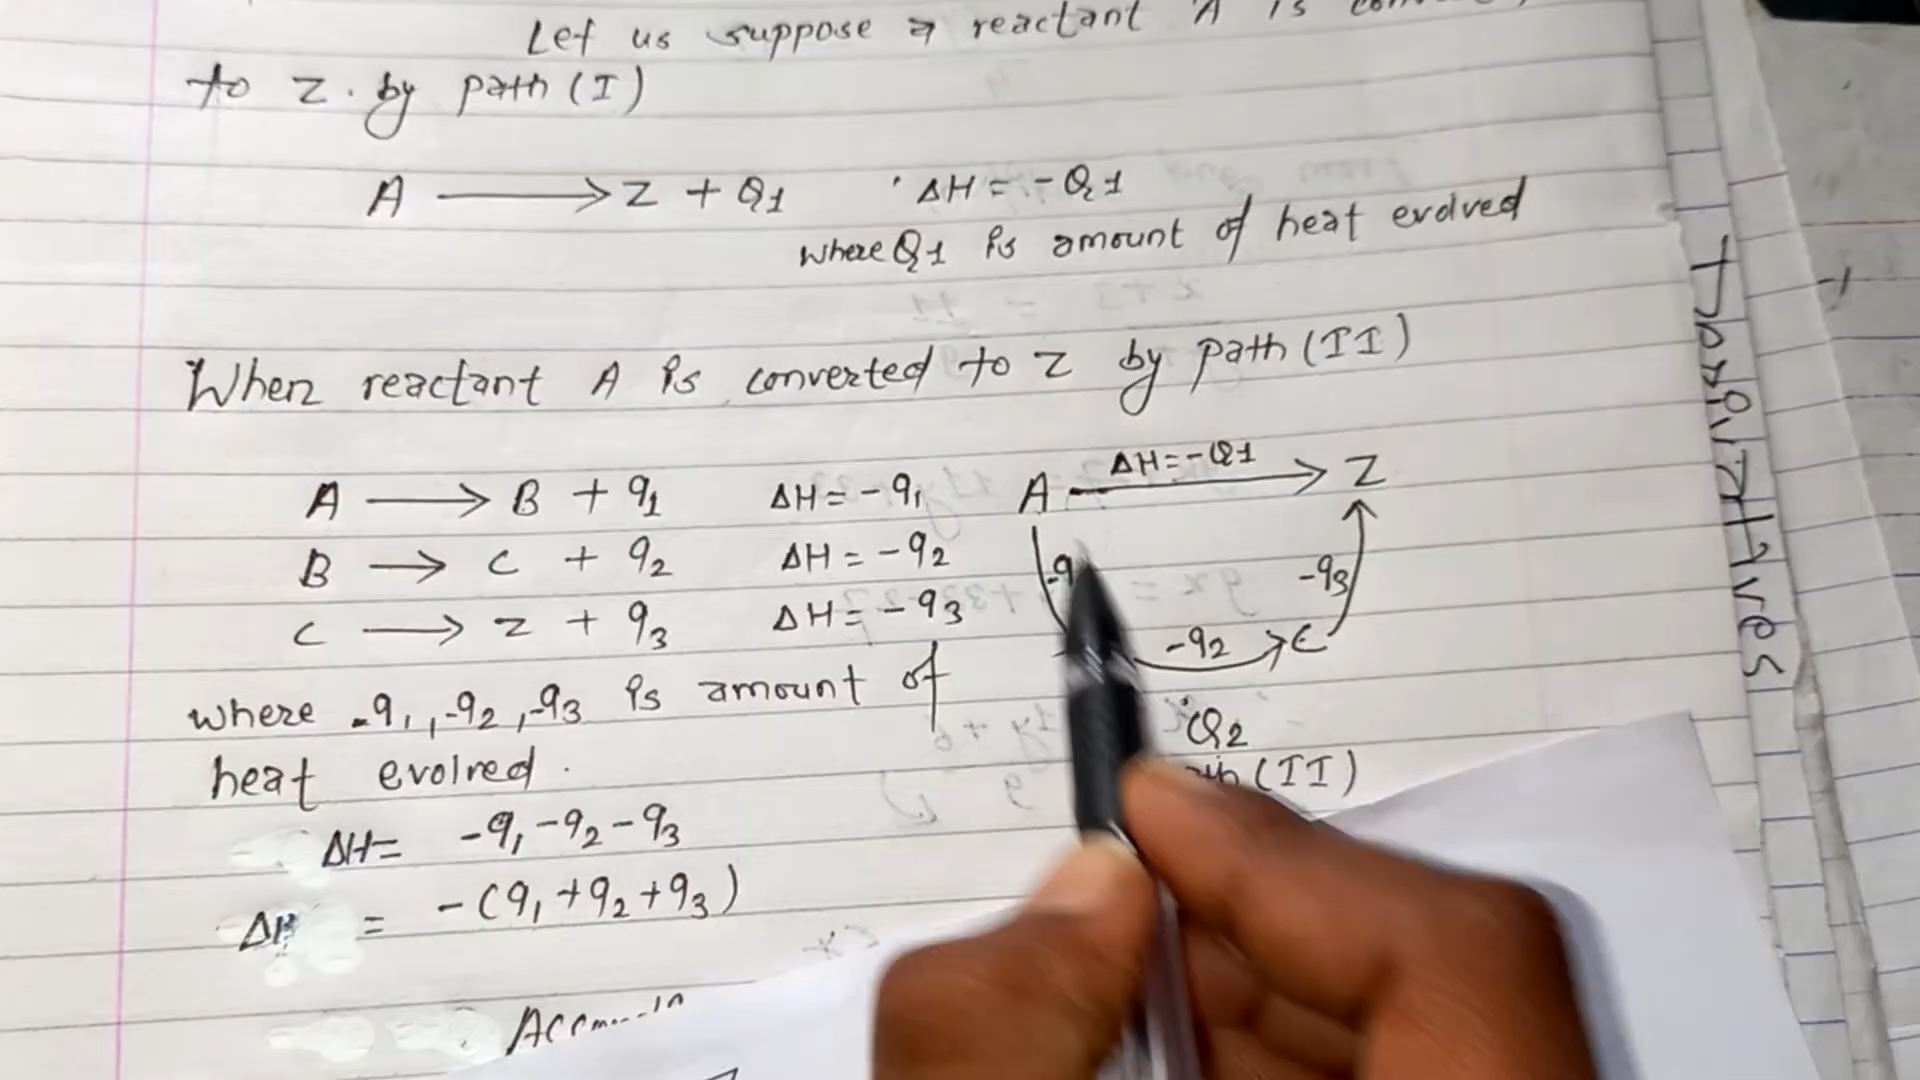 Let us suppose a reactant A is
to Z. by path (I)
A ⟶ Z + Q1 ΔH = -Q1
where Q1 is amount of heat evolved
When reactant A is converted to Z by path (II)
A ⟶ B + q1 ΔH = -q1
B ⟶ C + q2 ΔH = -q2
C ⟶ Z + q3 ΔH = -q3
where -q1, -q2, -q3 is amount of
heat evolved.
ΔH = -q1 -q2 -q3
= -(q1 + q2 + q3)
A ΔH = -Q1 ⟶ Z
-q3
-q2 C
Q2
(II)